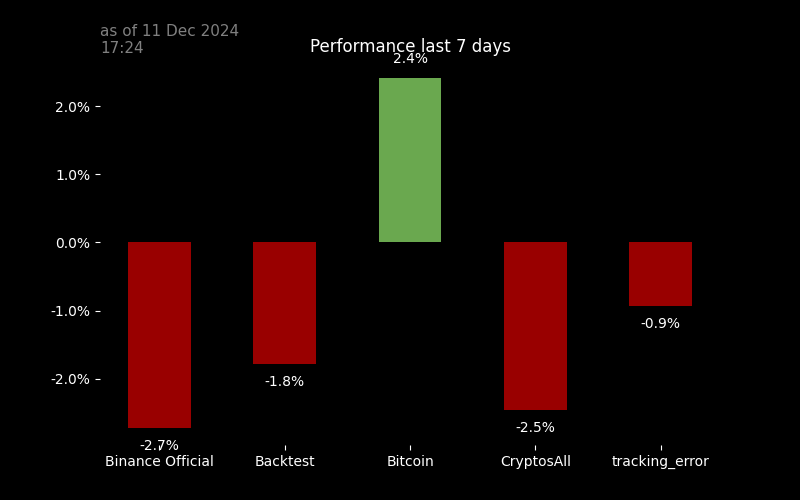 as of 11 Dec 2024
17:24
Performance last 7 days
2.4%
2.0%
1.0%
0.0%
-1.0%
-2.0%
-0.9%
-1.8%
-2.5%
-2.7%
Binance Official
Backtest
Bitcoin
CryptosAll
tracking_error